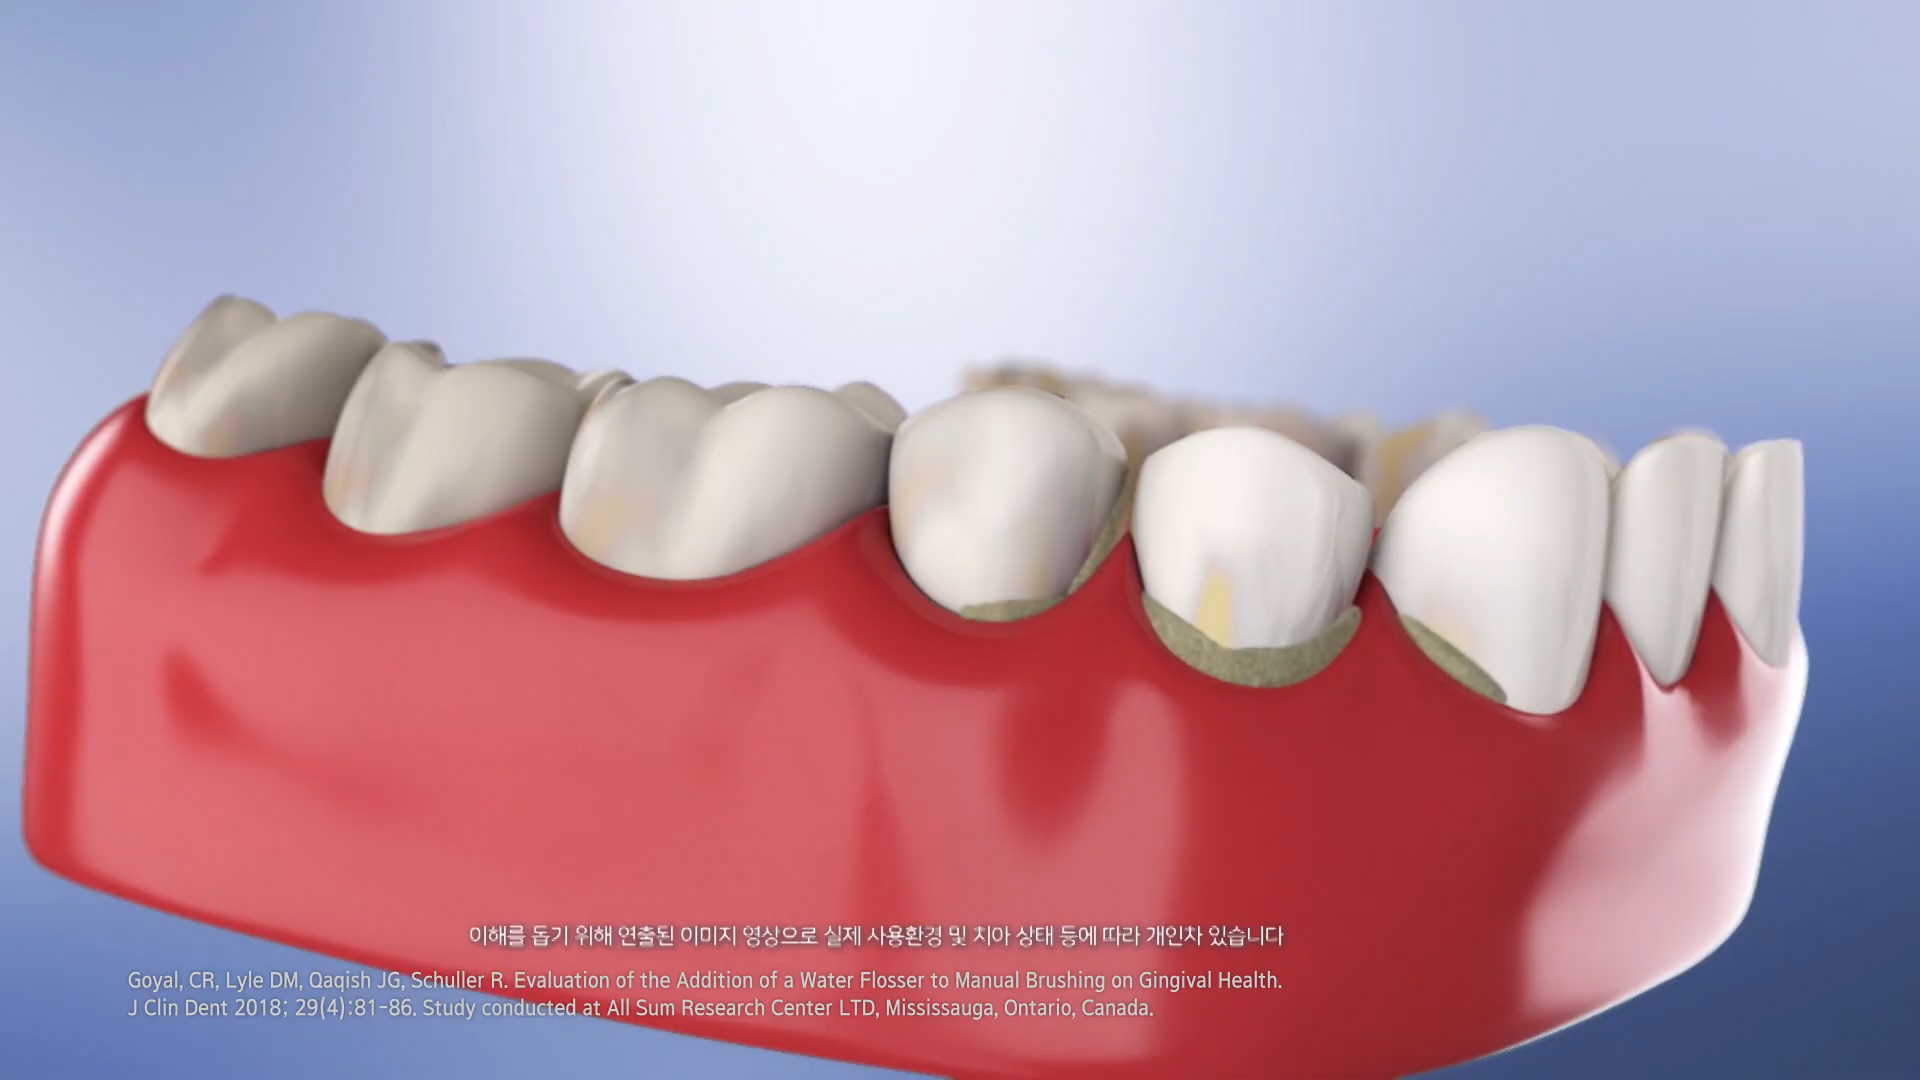 이해를 돕기 위해 연출된 이미지 영상으로 실제 사용환경 및 치아 상태 등에 따라 개인차 있습니다
Goyal, CR, Lyle DM, Qaqish JG, Schuller R. Evaluation of the Addition of a Water Flosser to Manual Brushing on Gingival Health.
J Clin Dent 2018; 29(4):81-86. Study conducted at All Sum Research Center LTD, Mississauga, Ontario, Canada.